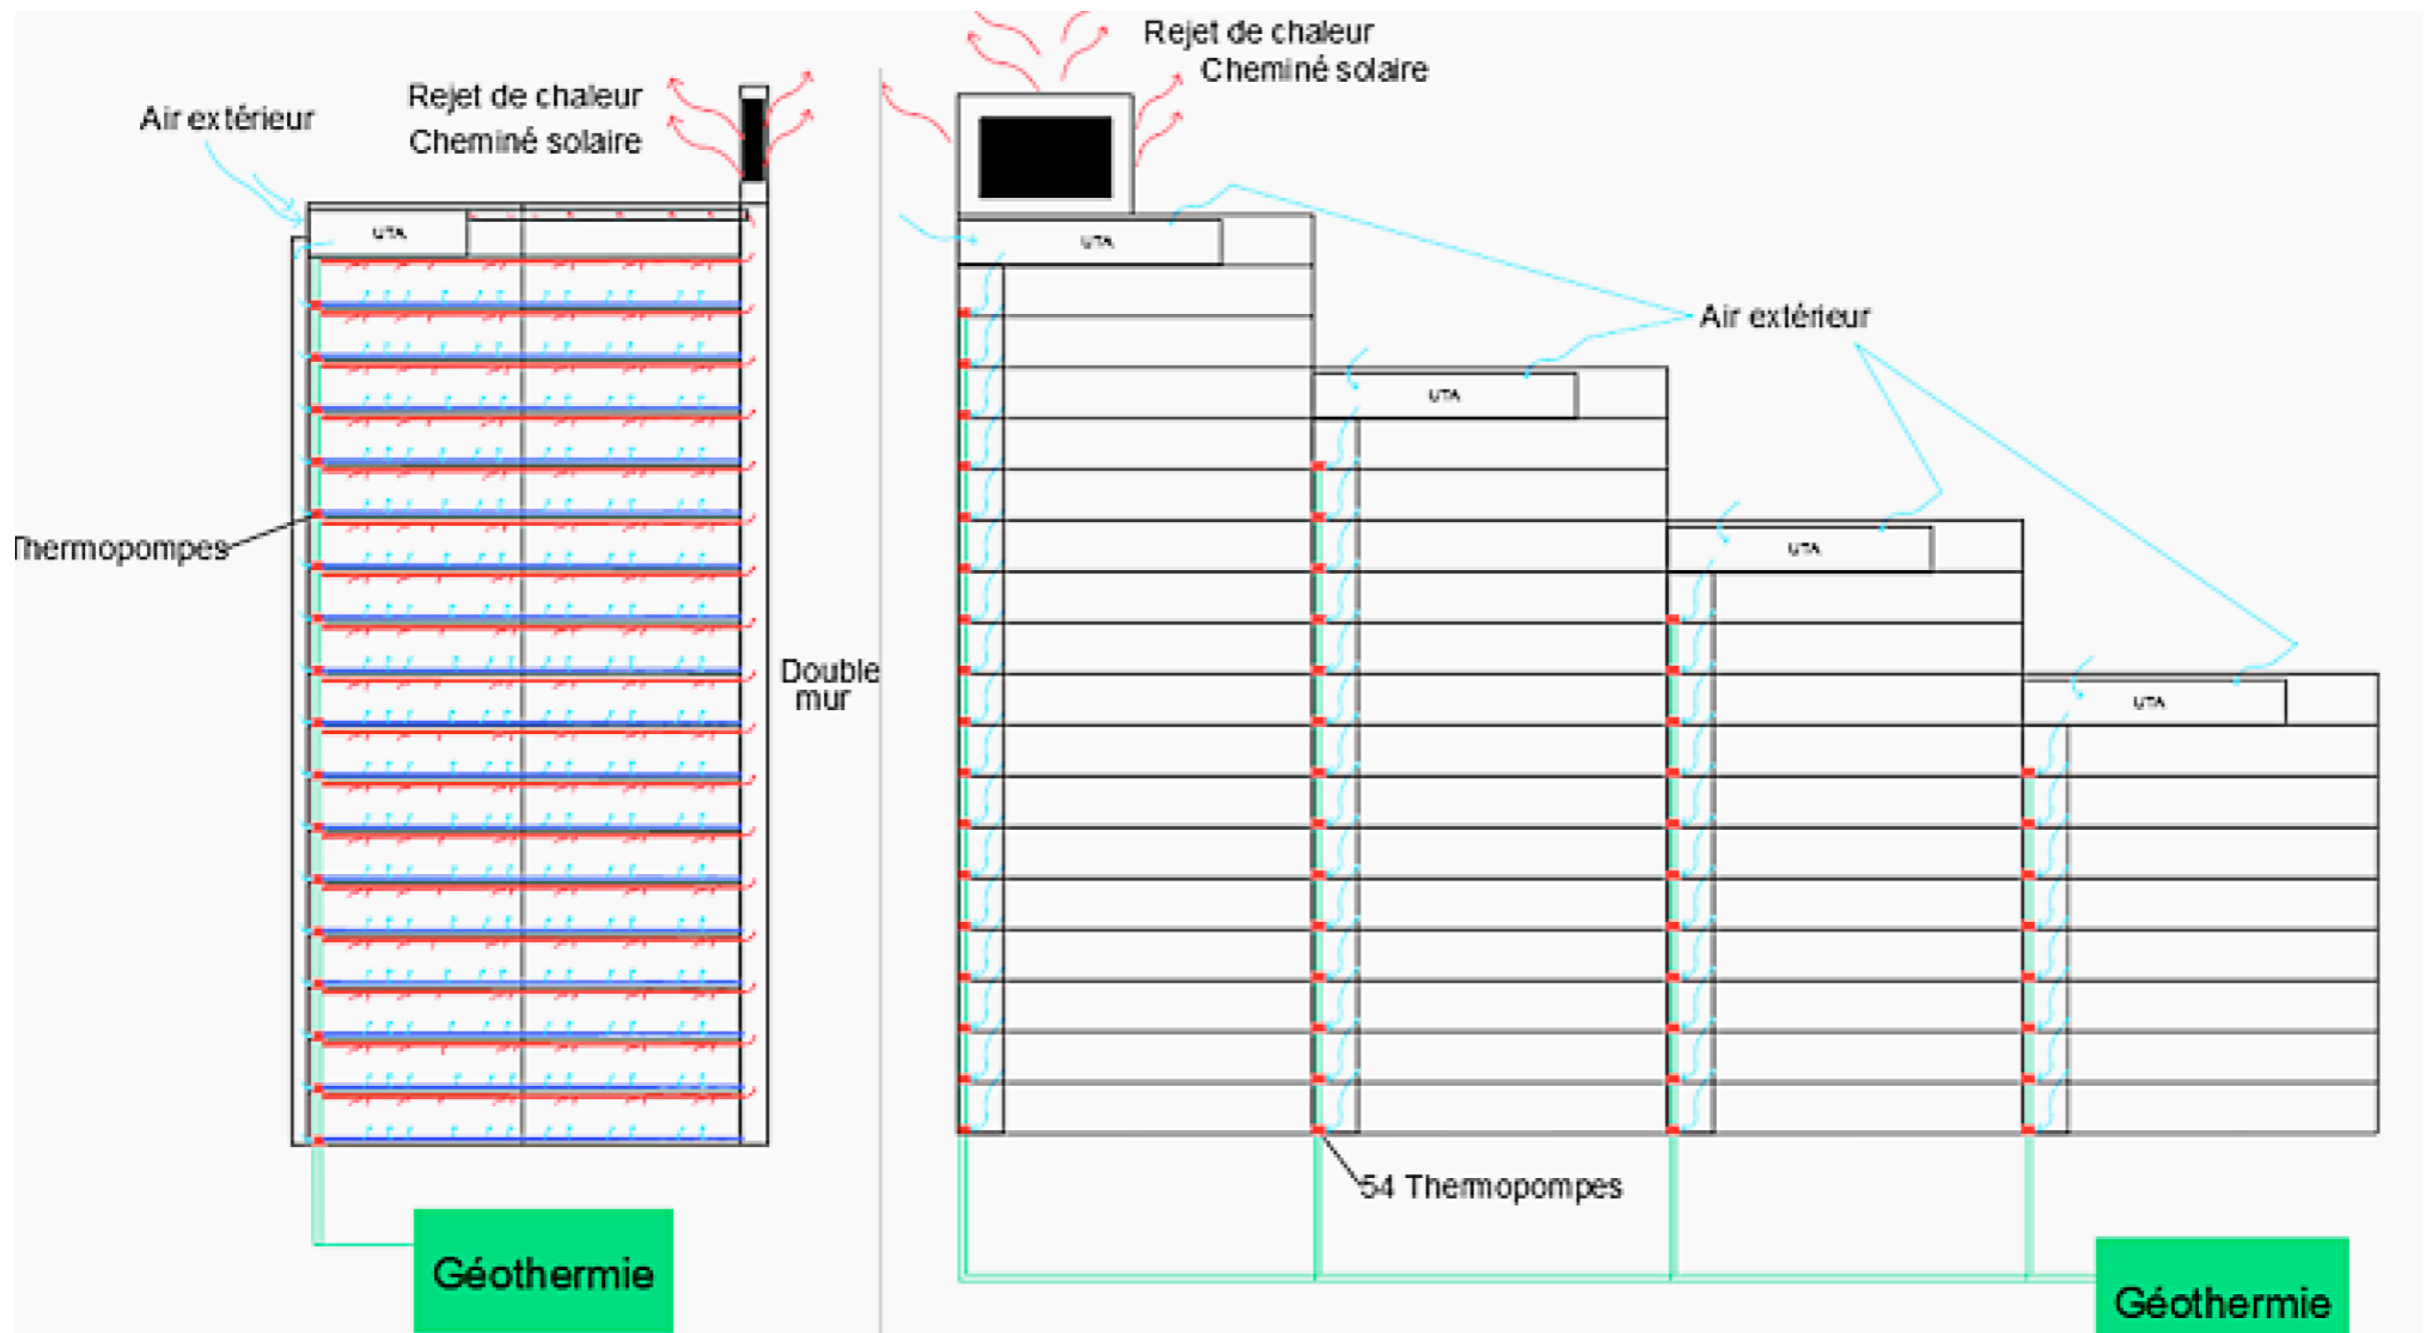 Air extérieur
Rejet de chaleur
Cheminé solaire
UTA
Thermopompes
Double
mur
Géothermie
Rejet de chaleur
Cheminé solaire
UTA
Air extérieur
UTA
UTA
UTA
54 Thermopompes
Géothermie